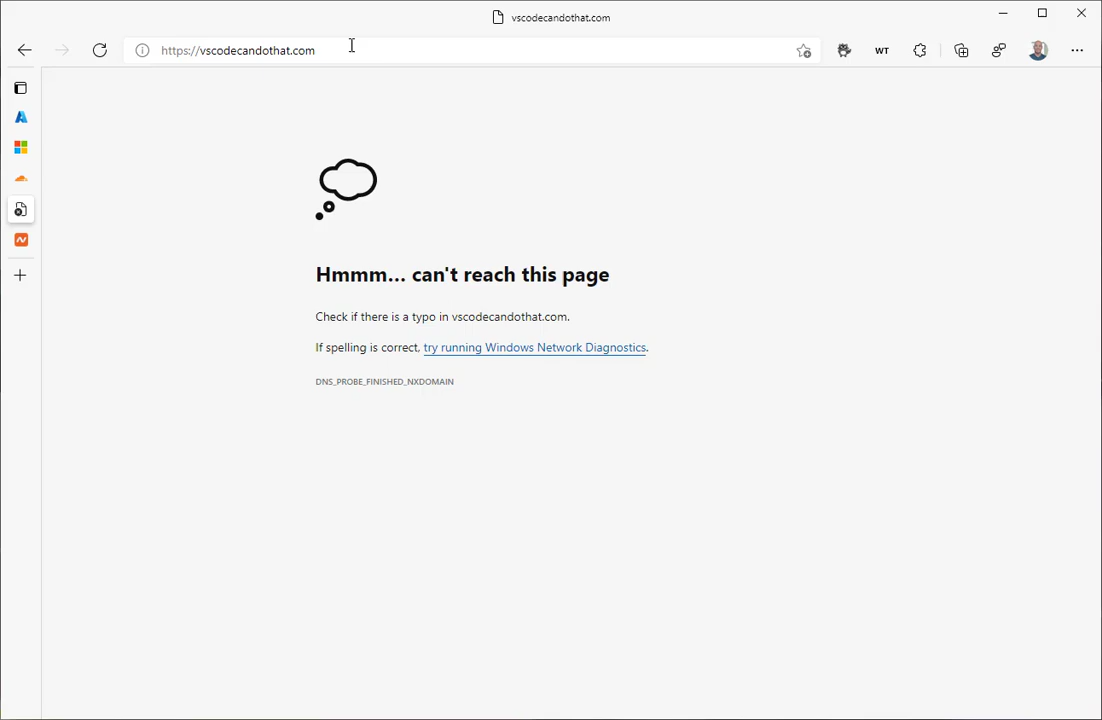 vscodecandothat.com
https://vscodecandothat.com
WT
Hmmm... can't reach this page
Check if there is a typo in vscodecandothat.com.
If spelling is correct, try running Windows Network Diagnostics.
DNS_PROBE_FINISHED_NXDOMAIN